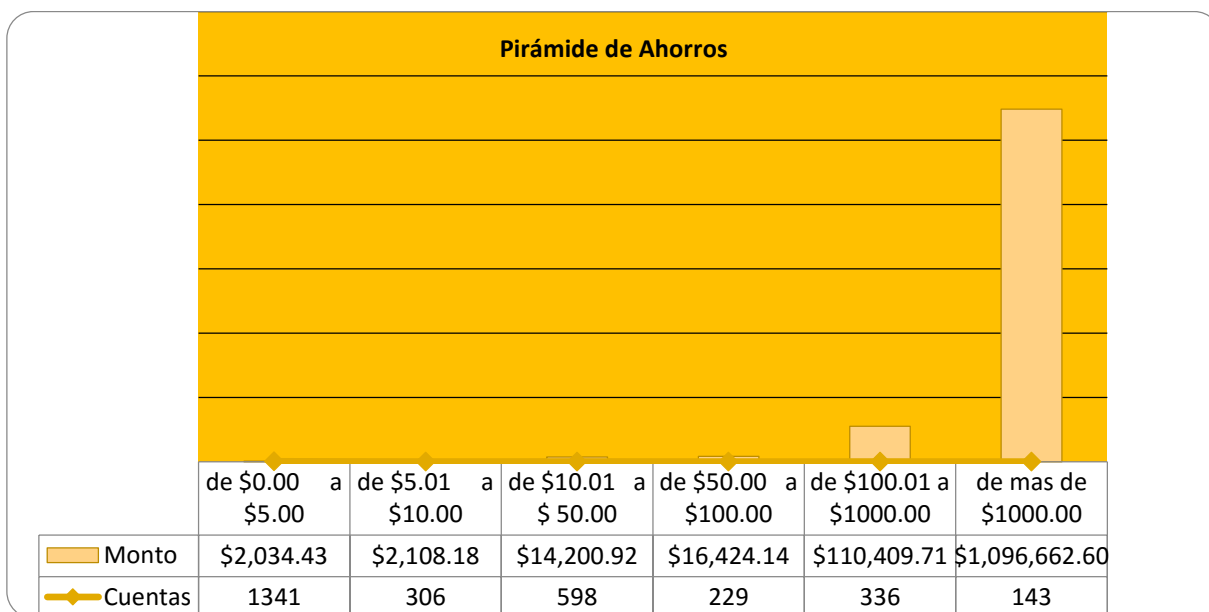 Pirámide de Ahorros
de $0.00 a de $5.01 a de $10.01 a de $50.00 a de $100.01 a de mas de
$5.00 $10.00 $ 50.00 $100.00 $1000.00 $1000.00
Monto $2,034.43 $2,108.18 $14,200.92 $16,424.14 $110,409.71 $1,096,662.60
Cuentas 1341 306 598 229 336 143